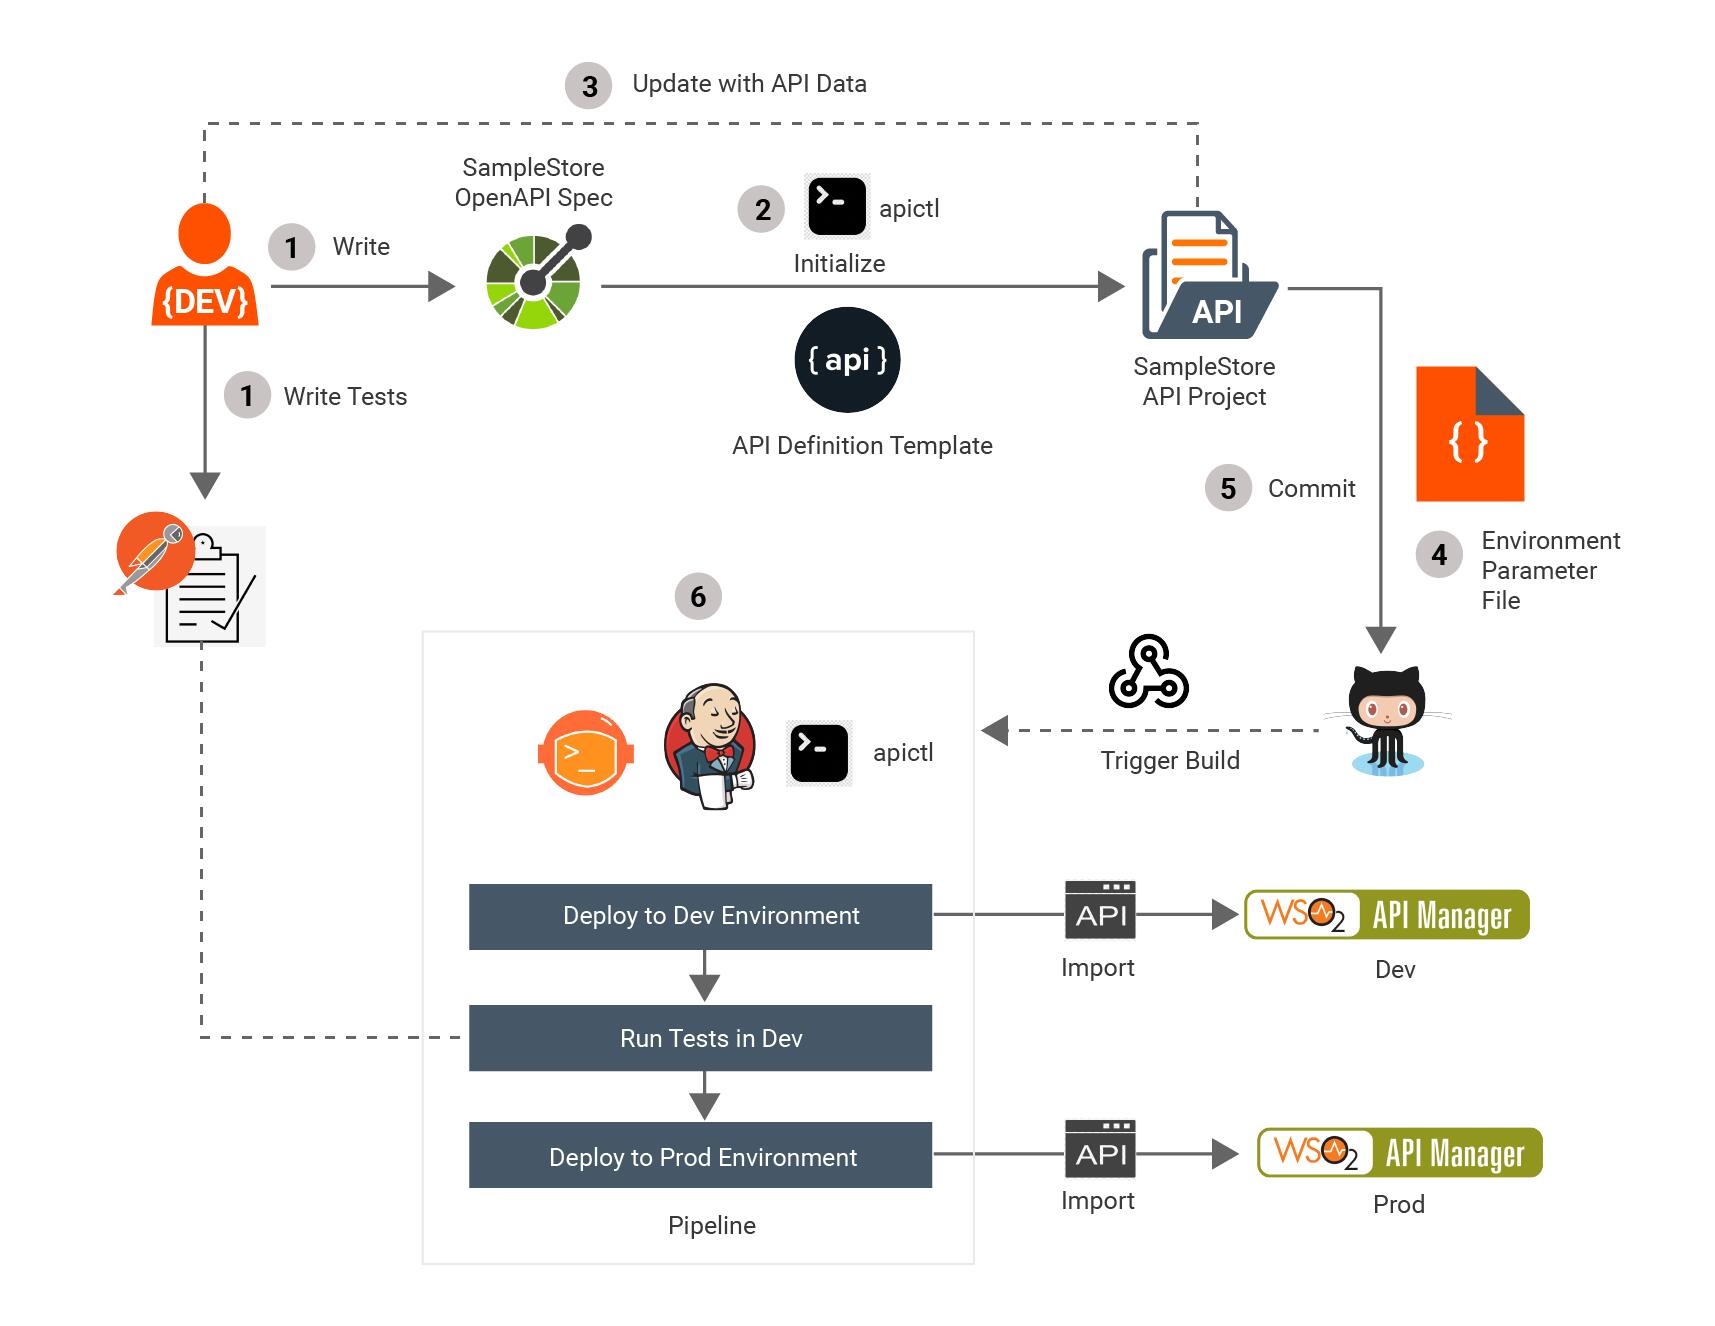 3 Update with API Data
SampleStore
OpenAPI Spec
2 >- apictl
Initialize
1 Write
{DEV}
{ api }
API Definition Template
API
SampleStore
API Project
1 Write Tests
{ }
5 Commit
4 Environment
Parameter
File
6
>_
>- apictl
Trigger Build
Deploy to Dev Environment
API
Import
WSO2 API Manager
Dev
Run Tests in Dev
Deploy to Prod Environment
API
Import
WSO2 API Manager
Prod
Pipeline